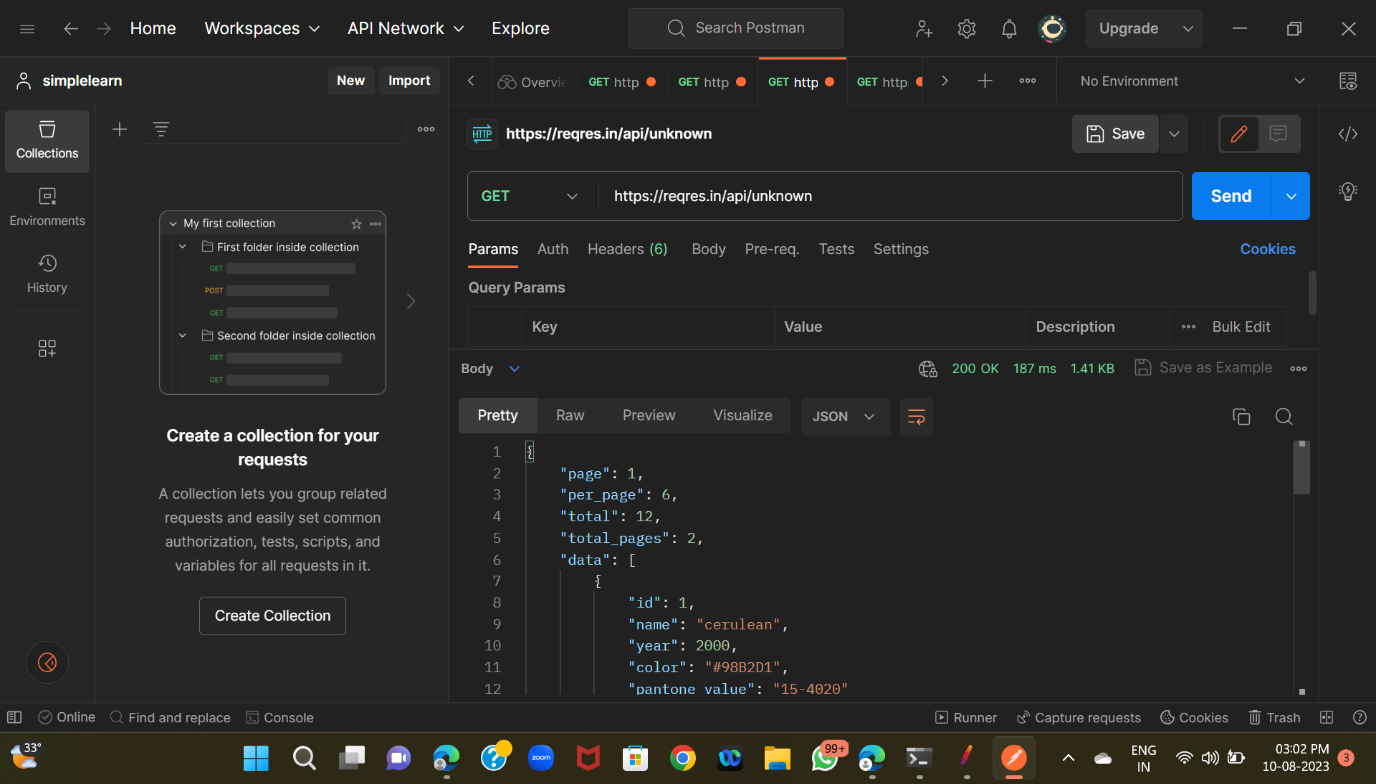 Home Workspaces API Network Explore Search Postman Upgrade
simplelearn New Import Overvie GET http GET http GET http GET http No Environment
Collections
HTTP https://reqres.in/api/unknown Save
Environments
GET https://reqres.in/api/unknown Send
History
Params Auth Headers (6) Body Pre-req. Tests Settings Cookies
Query Params
Key Value Description Bulk Edit
My first collection
First folder inside collection
GET
POST
GET
Second folder inside collection
GET
GET
Create a collection for your
requests
A collection lets you group related
requests and easily set common
authorization, tests, scripts, and
variables for all requests in it.
Create Collection
Body 200 OK 187 ms 1.41 KB Save as Example
Pretty Raw Preview Visualize JSON
1 {
2 "page": 1,
3 "per_page": 6,
4 "total": 12,
5 "total_pages": 2,
6 "data": [
7 {
8 "id": 1,
9 "name": "cerulean",
10 "year": 2000,
11 "color": "#98B2D1",
12 "pantone_value": "15-4020"
Online Find and replace Console Runner Capture requests Cookies Trash
33° zoom 99+ ENG 03:02 PM
IN 10-08-2023 3